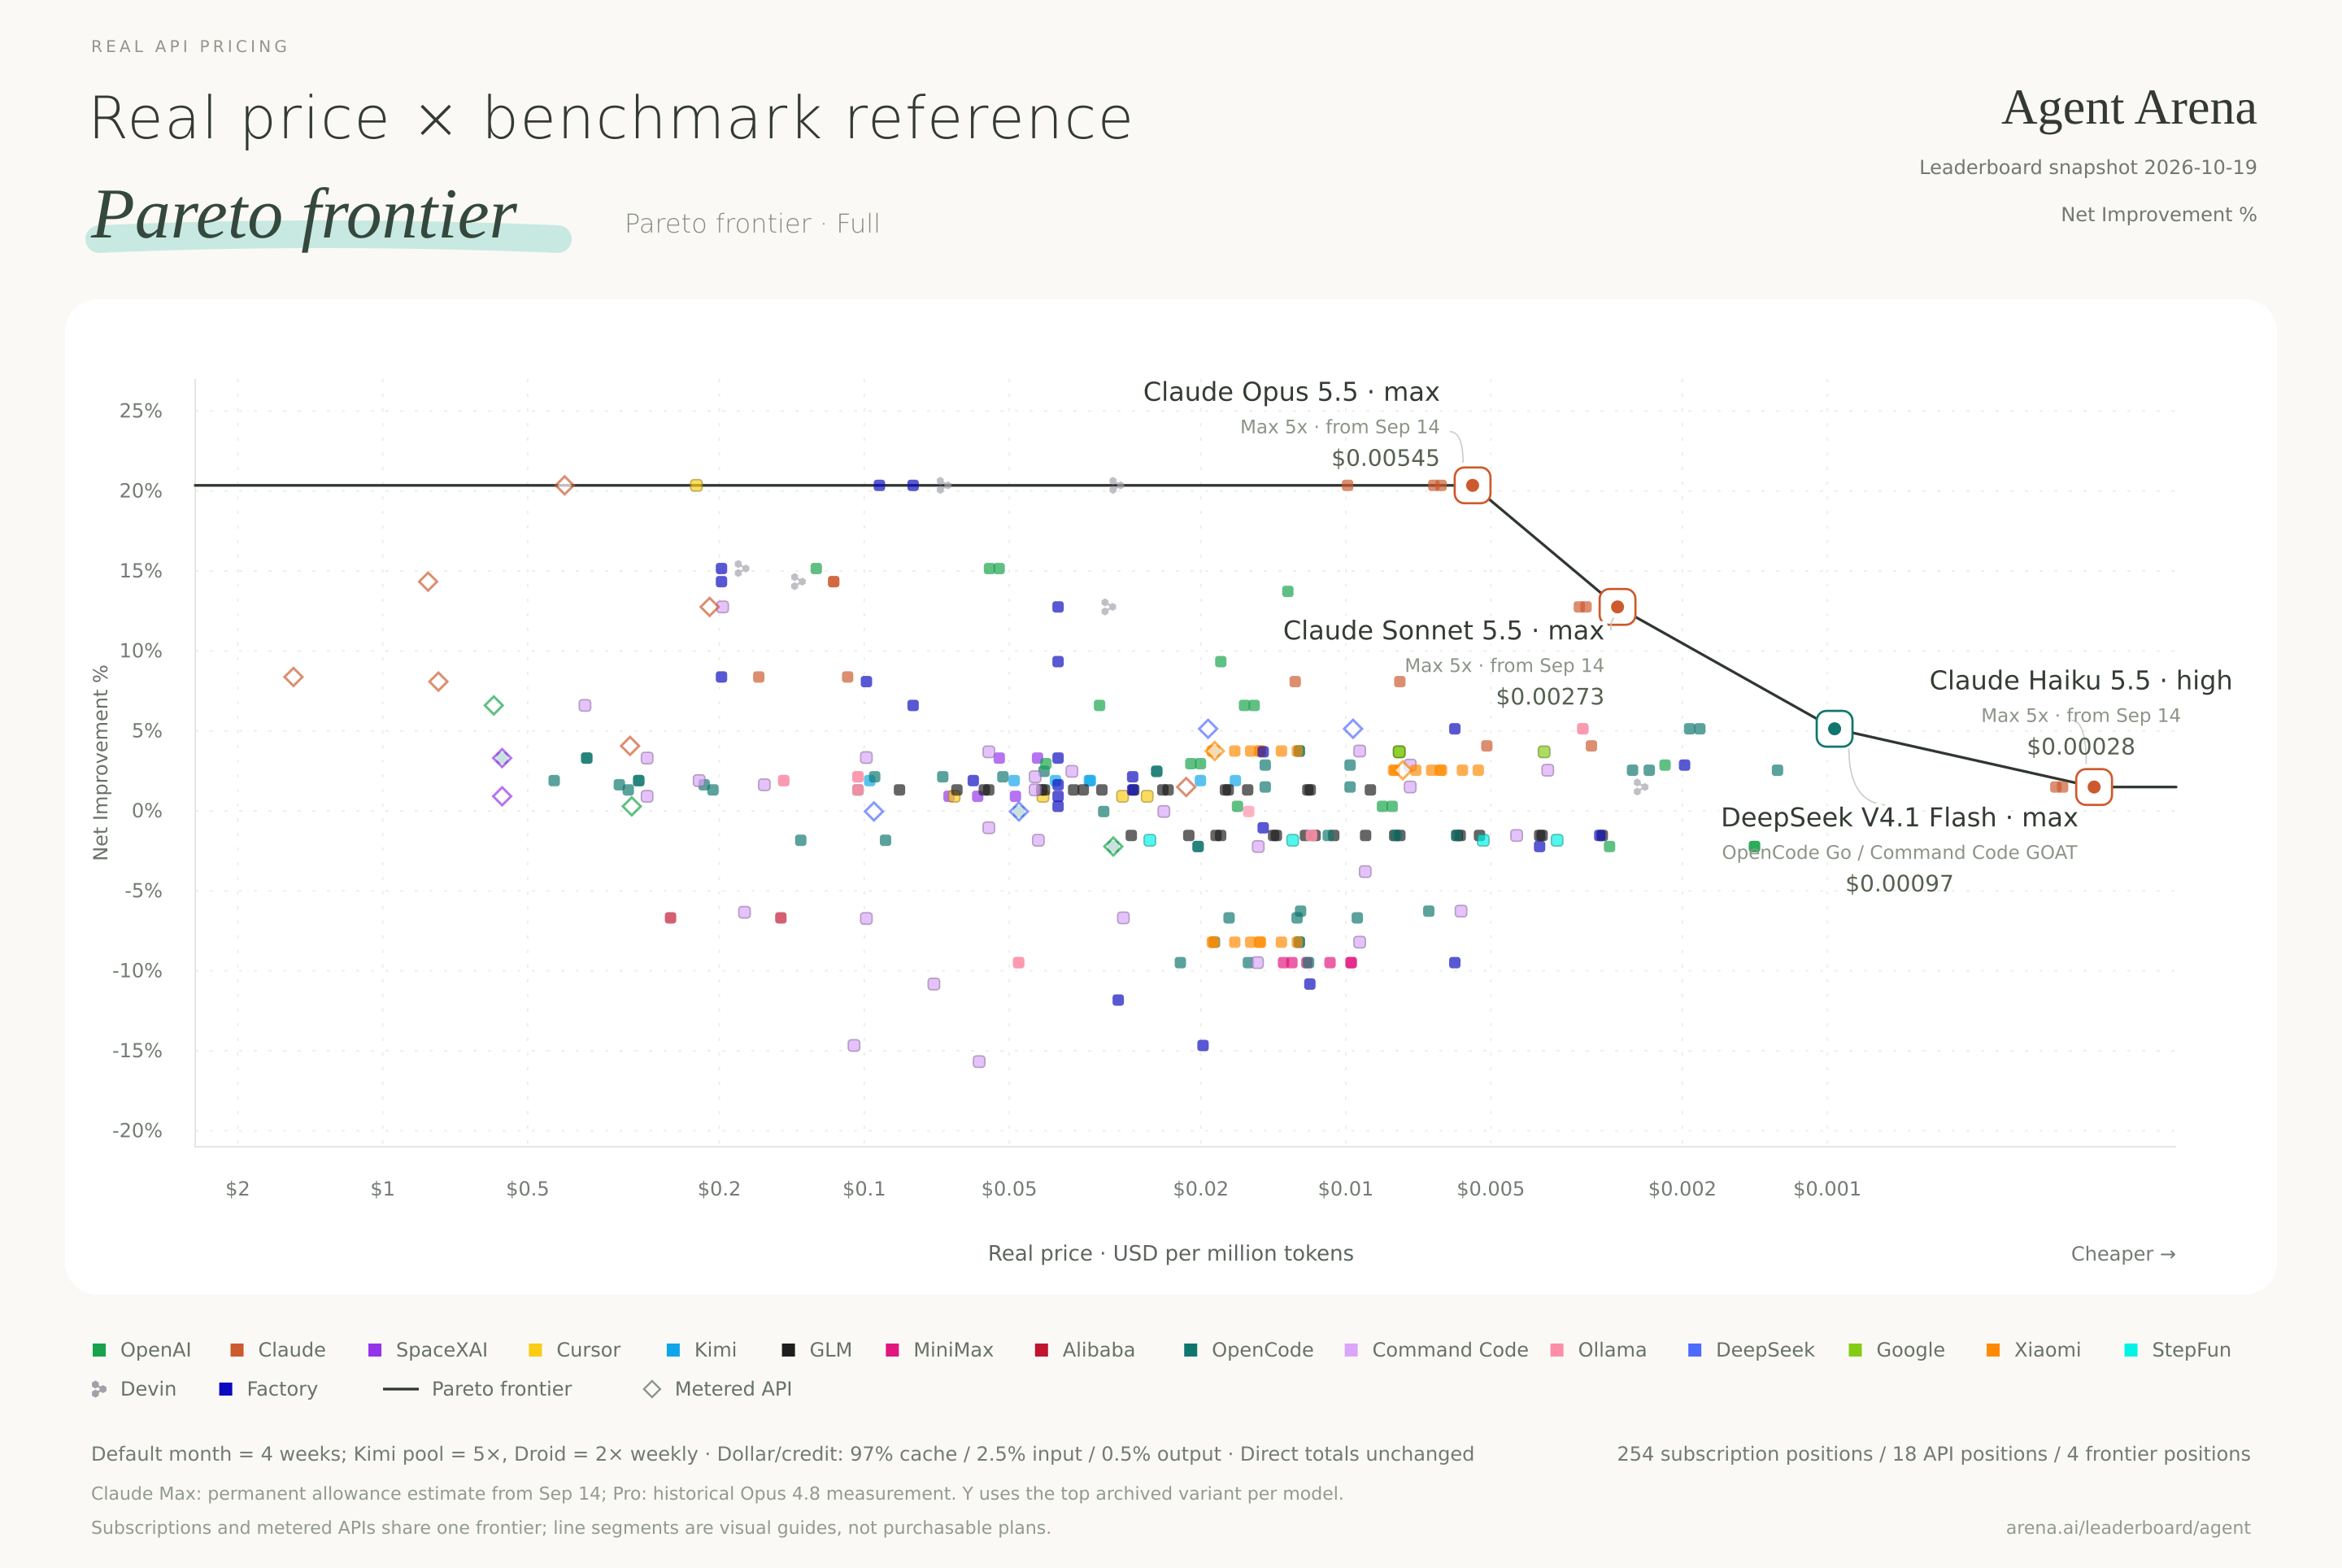 REAL API PRICING
Real price × benchmark reference
Pareto frontier
Pareto frontier · Full
Agent Arena
Leaderboard snapshot 2026-10-19
Net Improvement %
Claude Opus 5.5 · max
Max 5x · from Sep 14
$0.00545
Claude Sonnet 5.5 · max
Max 5x · from Sep 14
$0.00273
Claude Haiku 5.5 · high
Max 5x · from Sep 14
$0.00028
DeepSeek V4.1 Flash · max
OpenCode Go / Command Code GOAT
$0.00097
Net Improvement %
25%
20%
15%
10%
5%
0%
-5%
-10%
-15%
-20%
$2 $1 $0.5 $0.2 $0.1 $0.05 $0.02 $0.01 $0.005 $0.002 $0.001
Real price · USD per million tokens
Cheaper →
OpenAI Claude SpaceXAI Cursor Kimi GLM MiniMax Alibaba OpenCode Command Code Ollama DeepSeek Google Xiaomi StepFun
Devin Factory Pareto frontier Metered API
Default month = 4 weeks; Kimi pool = 5×, Droid = 2× weekly · Dollar/credit: 97% cache / 2.5% input / 0.5% output · Direct totals unchanged
254 subscription positions / 18 API positions / 4 frontier positions
Claude Max: permanent allowance estimate from Sep 14; Pro: historical Opus 4.8 measurement. Y uses the top archived variant per model.
Subscriptions and metered APIs share one frontier; line segments are visual guides, not purchasable plans.
arena.ai/leaderboard/agent